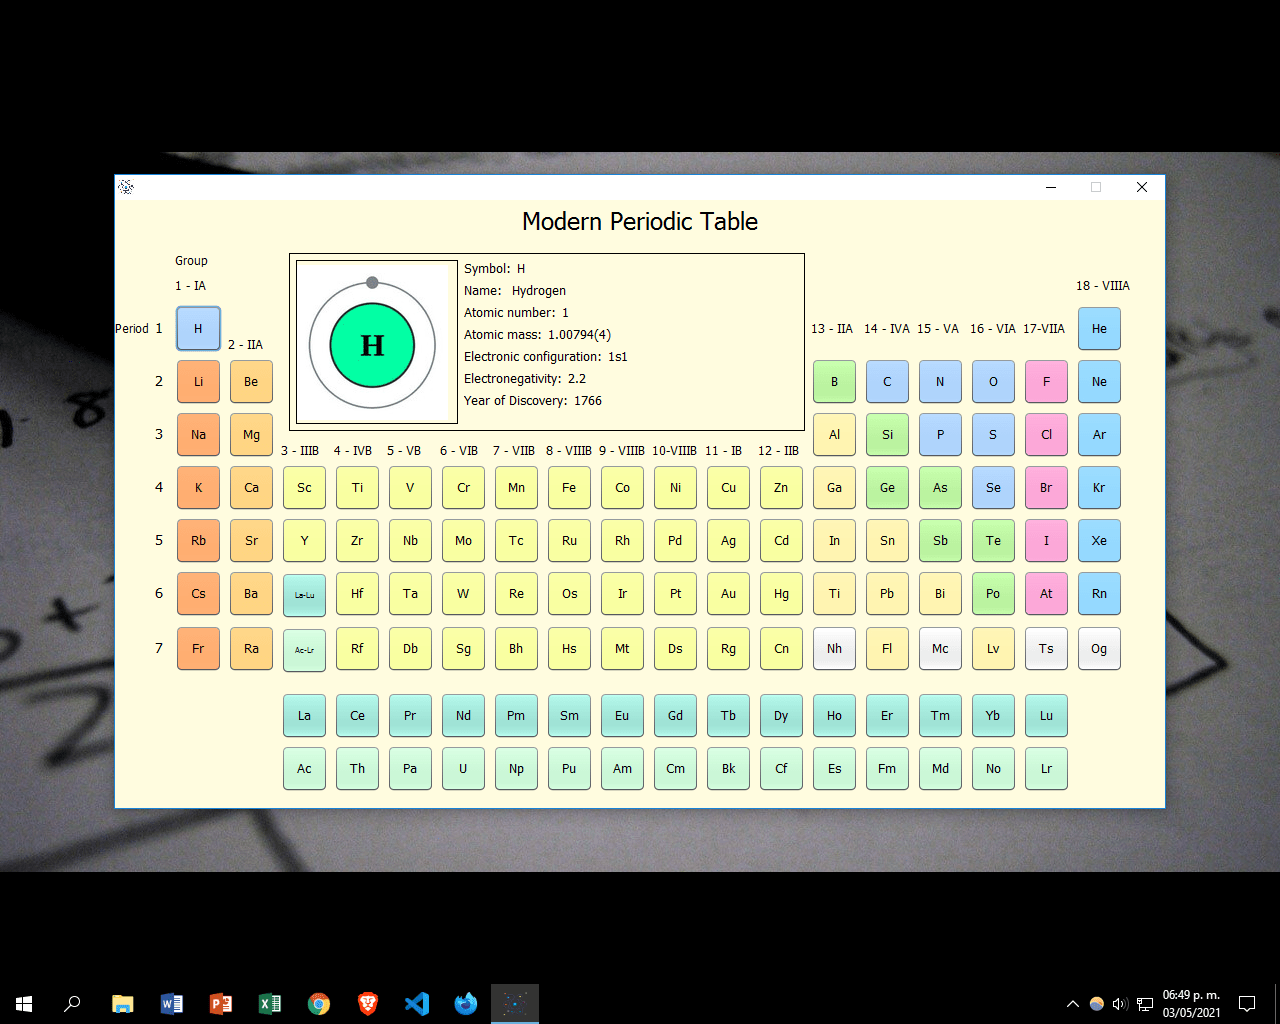 Modern Periodic Table
Group
1 - IA
18 - VIIIA
H
Symbol: H
Name: Hydrogen
Atomic number: 1
Atomic mass: 1.00794(4)
Electronic configuration: 1s1
Electronegativity: 2.2
Year of Discovery: 1766
Period 1 H 2 - IIA 13 - IIA 14 - IVA 15 - VA 16 - VIA 17-VIIA He
2 Li Be B C N O F Ne
3 Na Mg Al Si P S Cl Ar
3 - IIIB 4 - IVB 5 - VB 6 - VIB 7 - VIIB 8 - VIIIB 9 - VIIIB 10-VIIIB 11 - IB 12 - IIB
4 K Ca Sc Ti V Cr Mn Fe Co Ni Cu Zn Ga Ge As Se Br Kr
5 Rb Sr Y Zr Nb Mo Tc Ru Rh Pd Ag Cd In Sn Sb Te I Xe
6 Cs Ba La-Lu Hf Ta W Re Os Ir Pt Au Hg Ti Pb Bi Po At Rn
7 Fr Ra Ac-Lr Rf Db Sg Bh Hs Mt Ds Rg Cn Nh Fl Mc Lv Ts Og
La Ce Pr Nd Pm Sm Eu Gd Tb Dy Ho Er Tm Yb Lu
Ac Th Pa U Np Pu Am Cm Bk Cf Es Fm Md No Lr
06:49 p. m.
03/05/2021